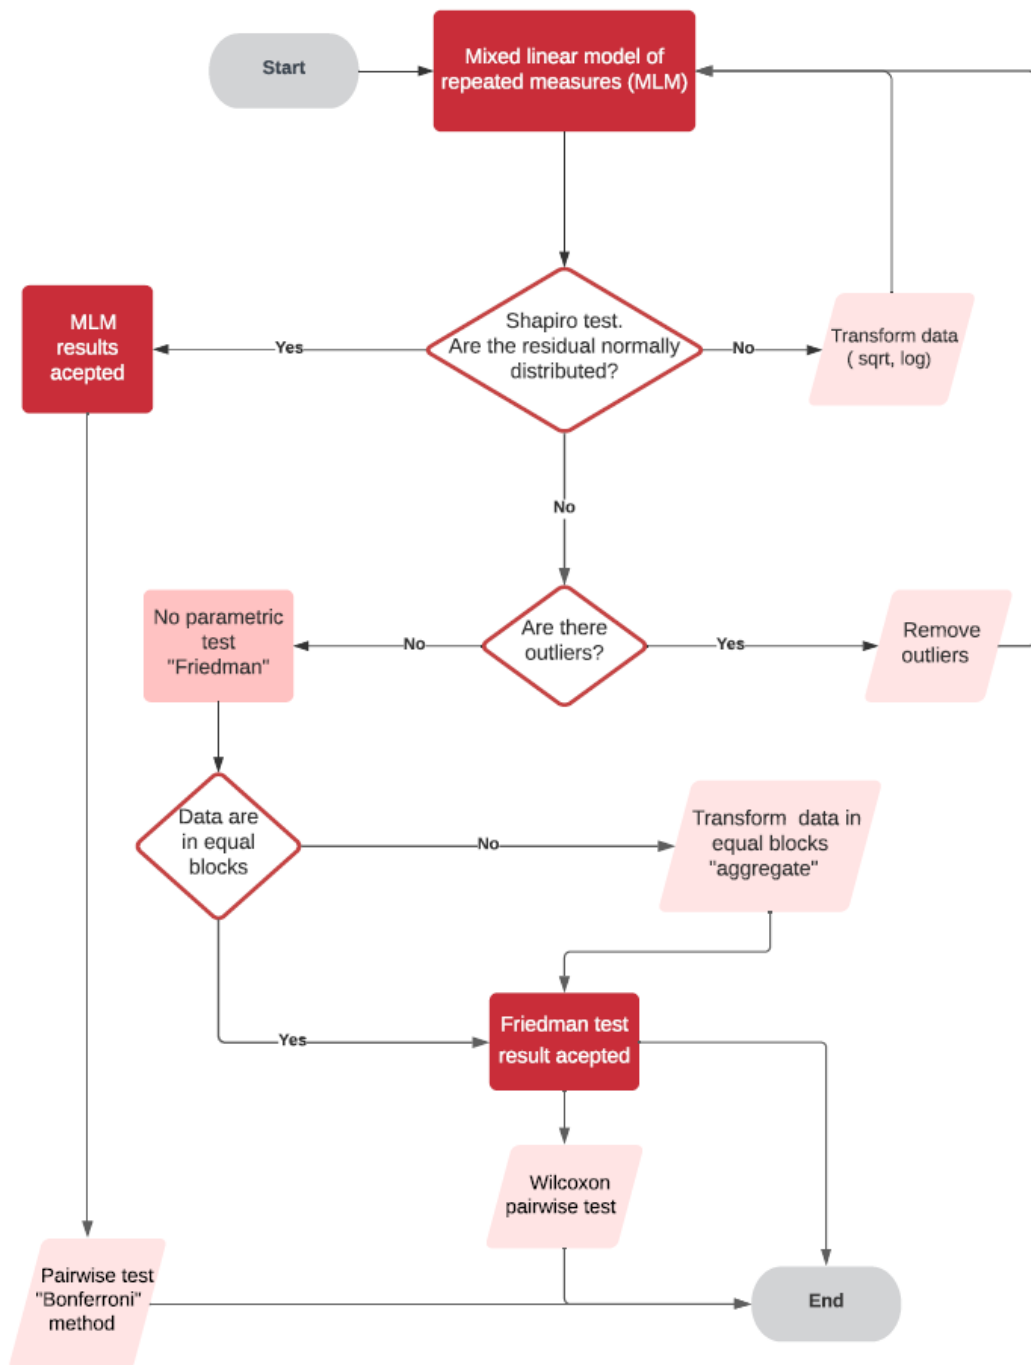 Start
Mixed linear model of
repeated measures (MLM)
Shapiro test.
Are the residual normally
distributed?
Yes
No
MLM
results
acepted
Transform data
( sqrt, log)
No
Are there
outliers?
No
Yes
No parametric
test
"Friedman"
Remove
outliers
Data are
in equal
blocks
No
Transform data in
equal blocks
"aggregate"
Yes
Friedman test
result acepted
Wilcoxon
pairwise test
Pairwise test
"Bonferroni"
method
End